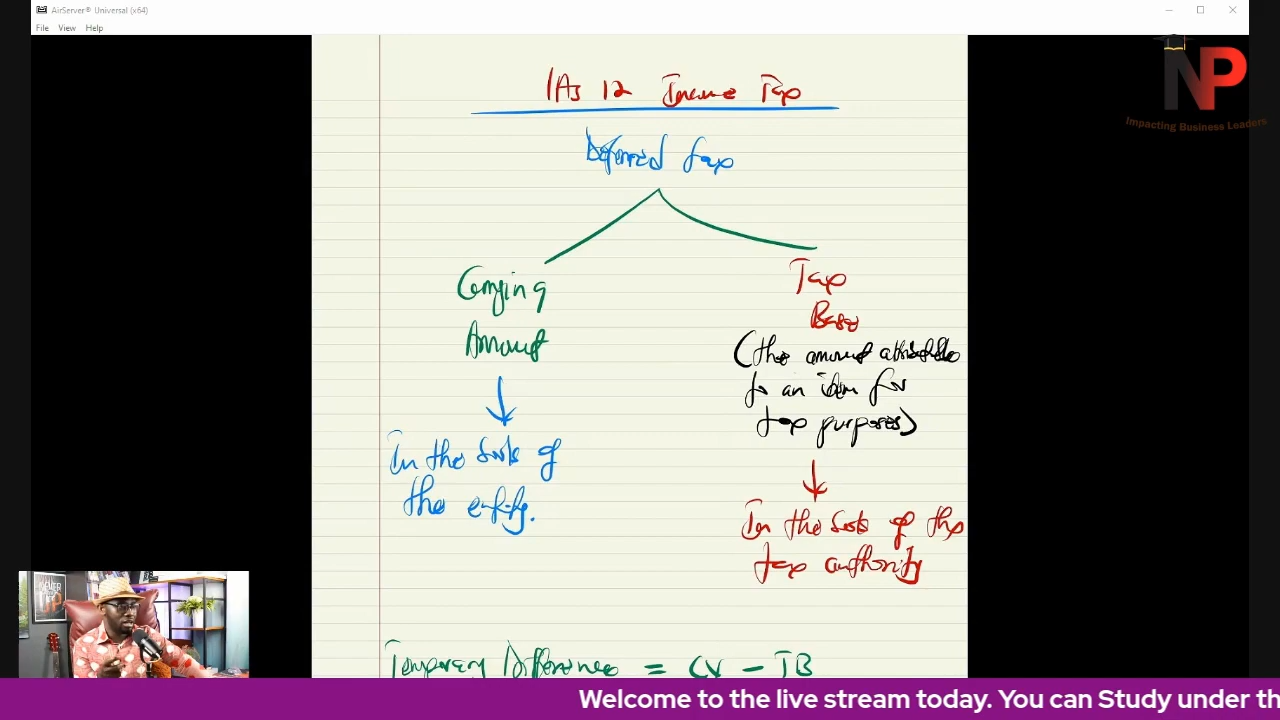 AirServer® Universal (x64)
File View Help
NP
Impacting Business Leaders
IAS 12 Income Tax
Deferred Tax
Carrying
Amount
Tax
Base
(the amount attributable
to an item for
tax purposes)
In the books of
the entity.
In the books of the
tax authority
Temporary Difference = CV - TB
Welcome to the live stream today. You can Study under th